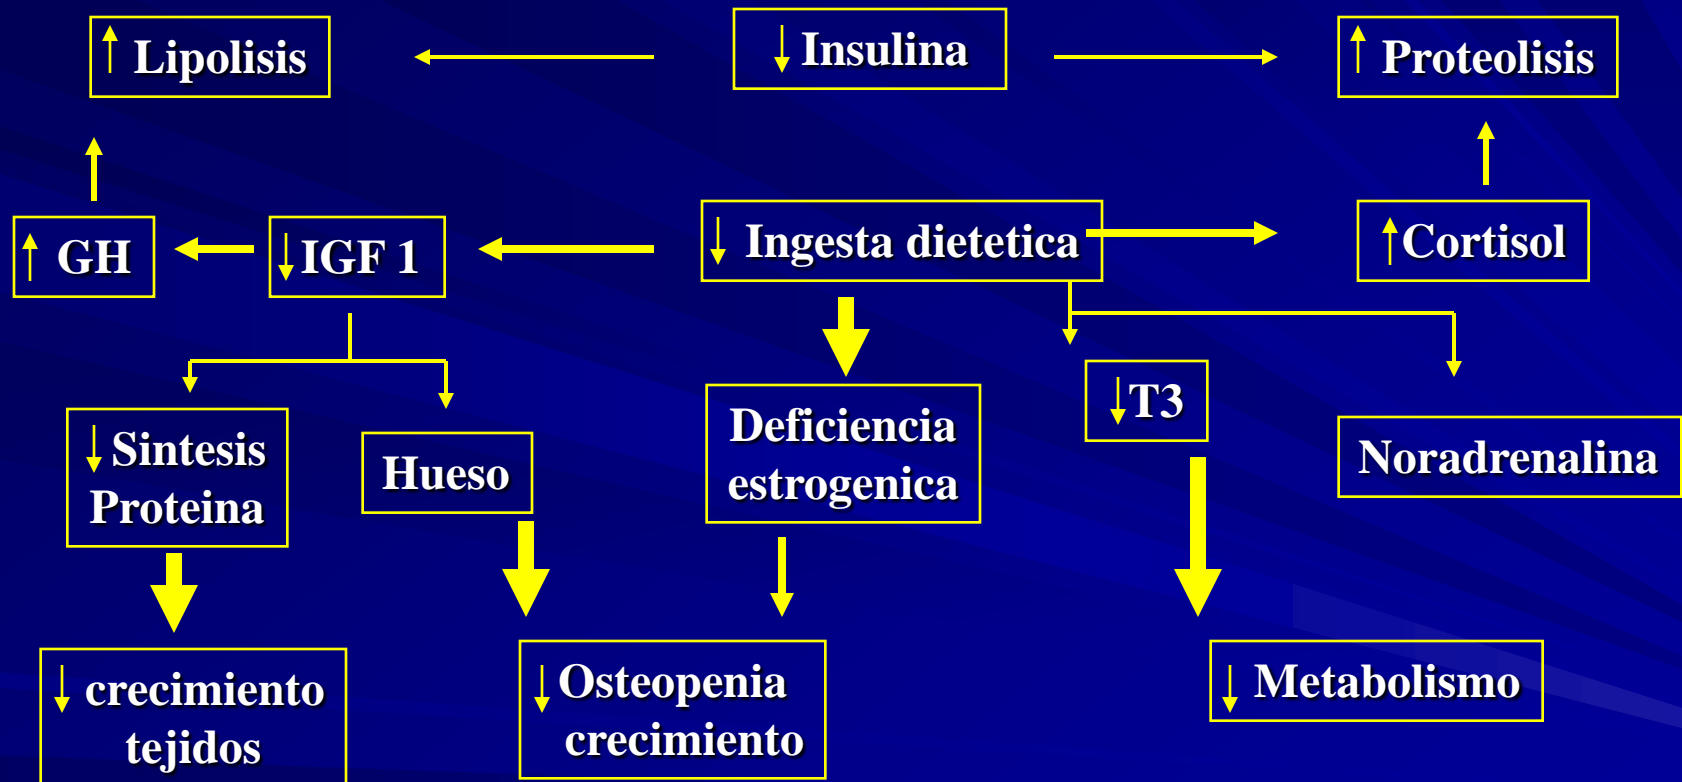 ↑ Lipolisis
↓ Insulina
↑ Proteolisis
↑ GH
↓ IGF 1
↓ Ingesta dietetica
↑ Cortisol
↓ Sintesis
Proteina
Hueso
Deficiencia
estrogenica
↓ T3
Noradrenalina
↓ crecimiento
tejidos
↓ Osteopenia
crecimiento
↓ Metabolismo